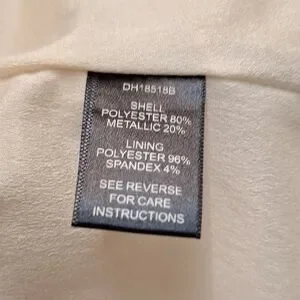 DH18518B
SHELL
POLYESTER 80%
METALLIC 20%
LINING
POLYESTER 96%
SPANDEX 4%
SEE REVERSE
FOR CARE
INSTRUCTIONS